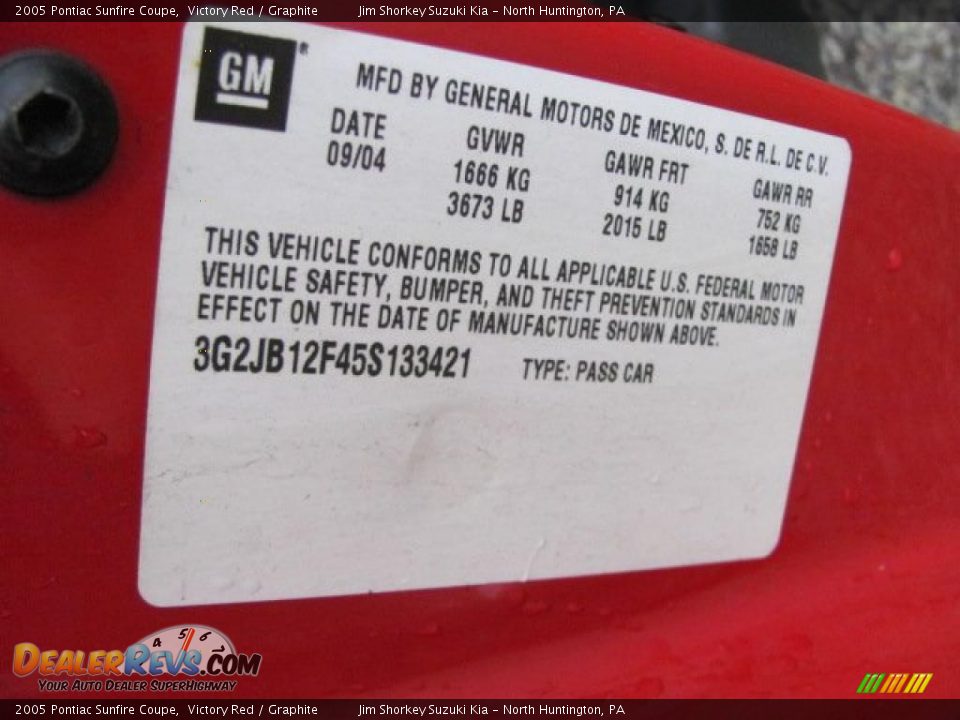 2005 Pontiac Sunfire Coupe, Victory Red / Graphite Jim Shorkey Suzuki Kia - North Huntington, PA
GM®
MFD BY GENERAL MOTORS DE MEXICO, S. DE R.L. DE C.V.
DATE GVWR GAWR FRT GAWR RR
09/04 1666 KG 914 KG 752 KG
3673 LB 2015 LB 1658 LB
THIS VEHICLE CONFORMS TO ALL APPLICABLE U.S. FEDERAL MOTOR
VEHICLE SAFETY, BUMPER, AND THEFT PREVENTION STANDARDS IN
EFFECT ON THE DATE OF MANUFACTURE SHOWN ABOVE.
3G2JB12F45S133421 TYPE: PASS CAR
4 5 6
DEALERREVS.COM
YOUR AUTO DEALER SUPERHIGHWAY
2005 Pontiac Sunfire Coupe, Victory Red / Graphite Jim Shorkey Suzuki Kia - North Huntington, PA